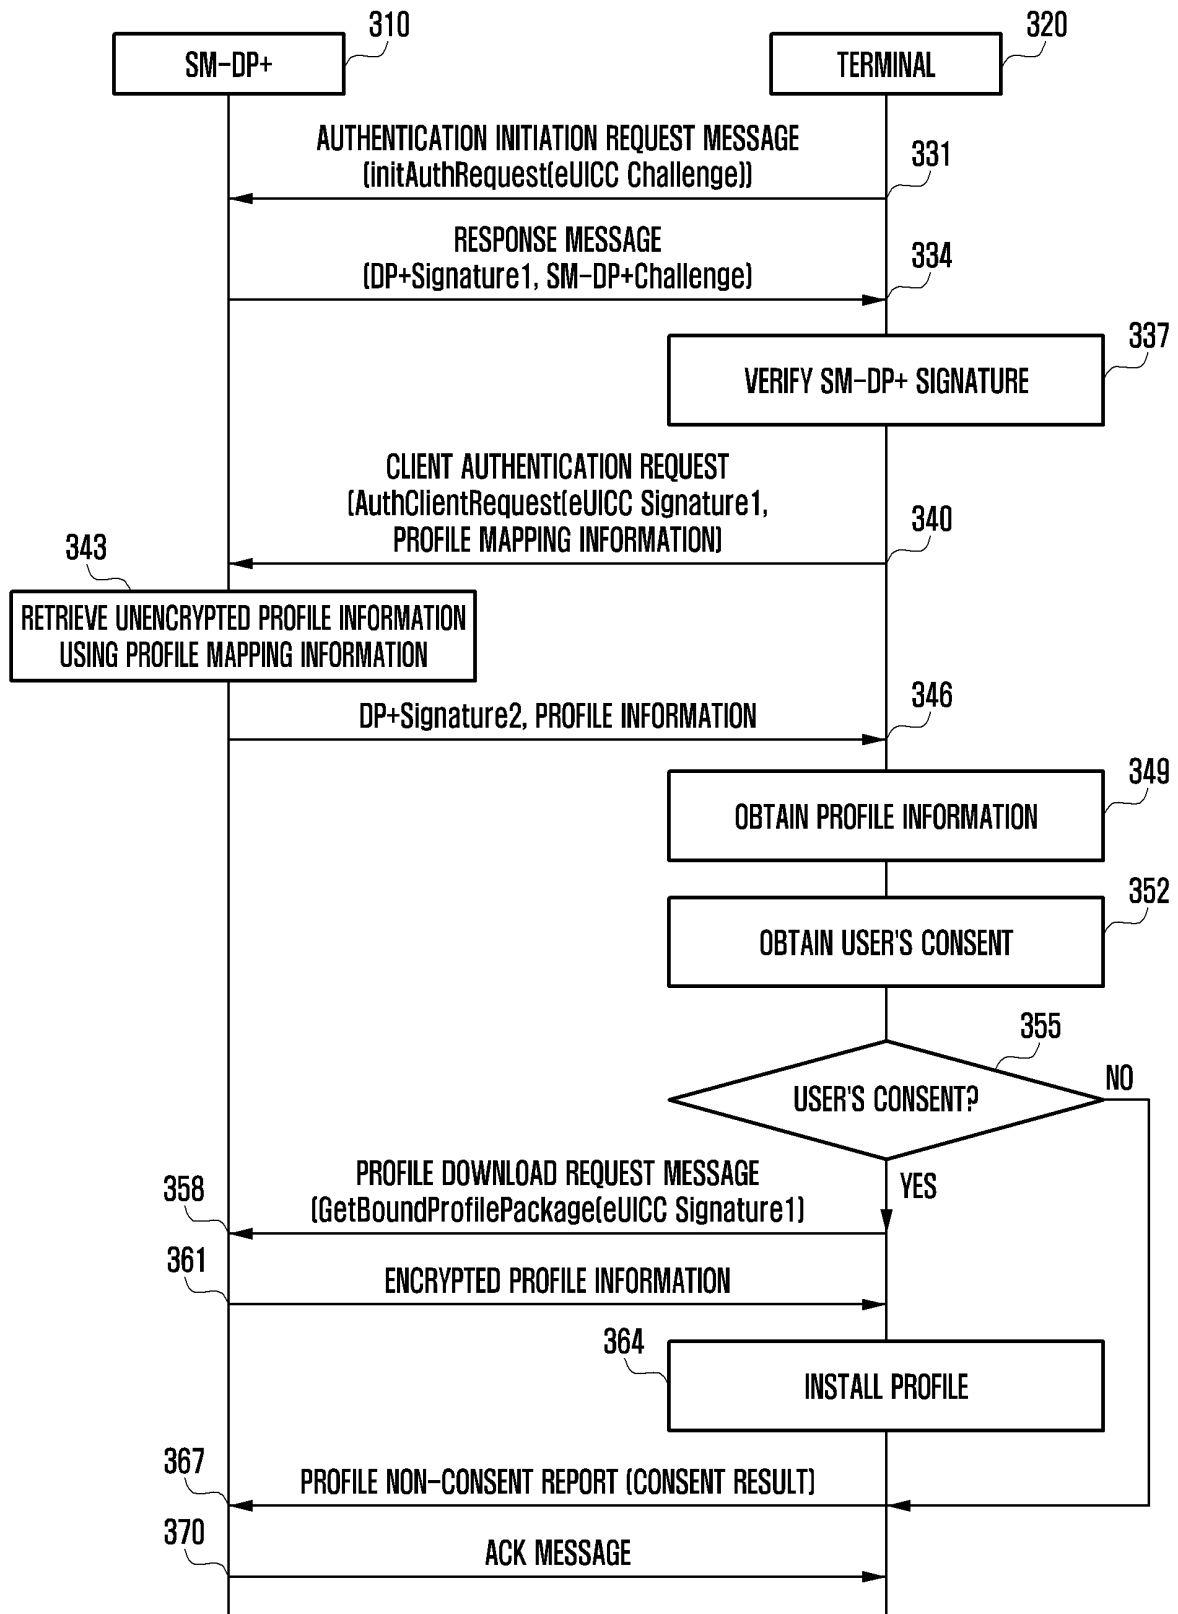 310
320
SM-DP+
TERMINAL
AUTHENTICATION INITIATION REQUEST MESSAGE
(initAuthRequest(eUICC Challenge))
331
RESPONSE MESSAGE
(DP+Signature1, SM-DP+Challenge)
334
337
VERIFY SM-DP+ SIGNATURE
CLIENT AUTHENTICATION REQUEST
(AuthClientRequest(eUICC Signature1,
PROFILE MAPPING INFORMATION)
340
343
RETRIEVE UNENCRYPTED PROFILE INFORMATION
USING PROFILE MAPPING INFORMATION
346
DP+Signature2, PROFILE INFORMATION
349
OBTAIN PROFILE INFORMATION
352
OBTAIN USER'S CONSENT
355
NO
USER'S CONSENT?
YES
358
PROFILE DOWNLOAD REQUEST MESSAGE
(GetBoundProfilePackage(eUICC Signature1)
361
ENCRYPTED PROFILE INFORMATION
364
INSTALL PROFILE
367
PROFILE NON-CONSENT REPORT (CONSENT RESULT)
370
ACK MESSAGE